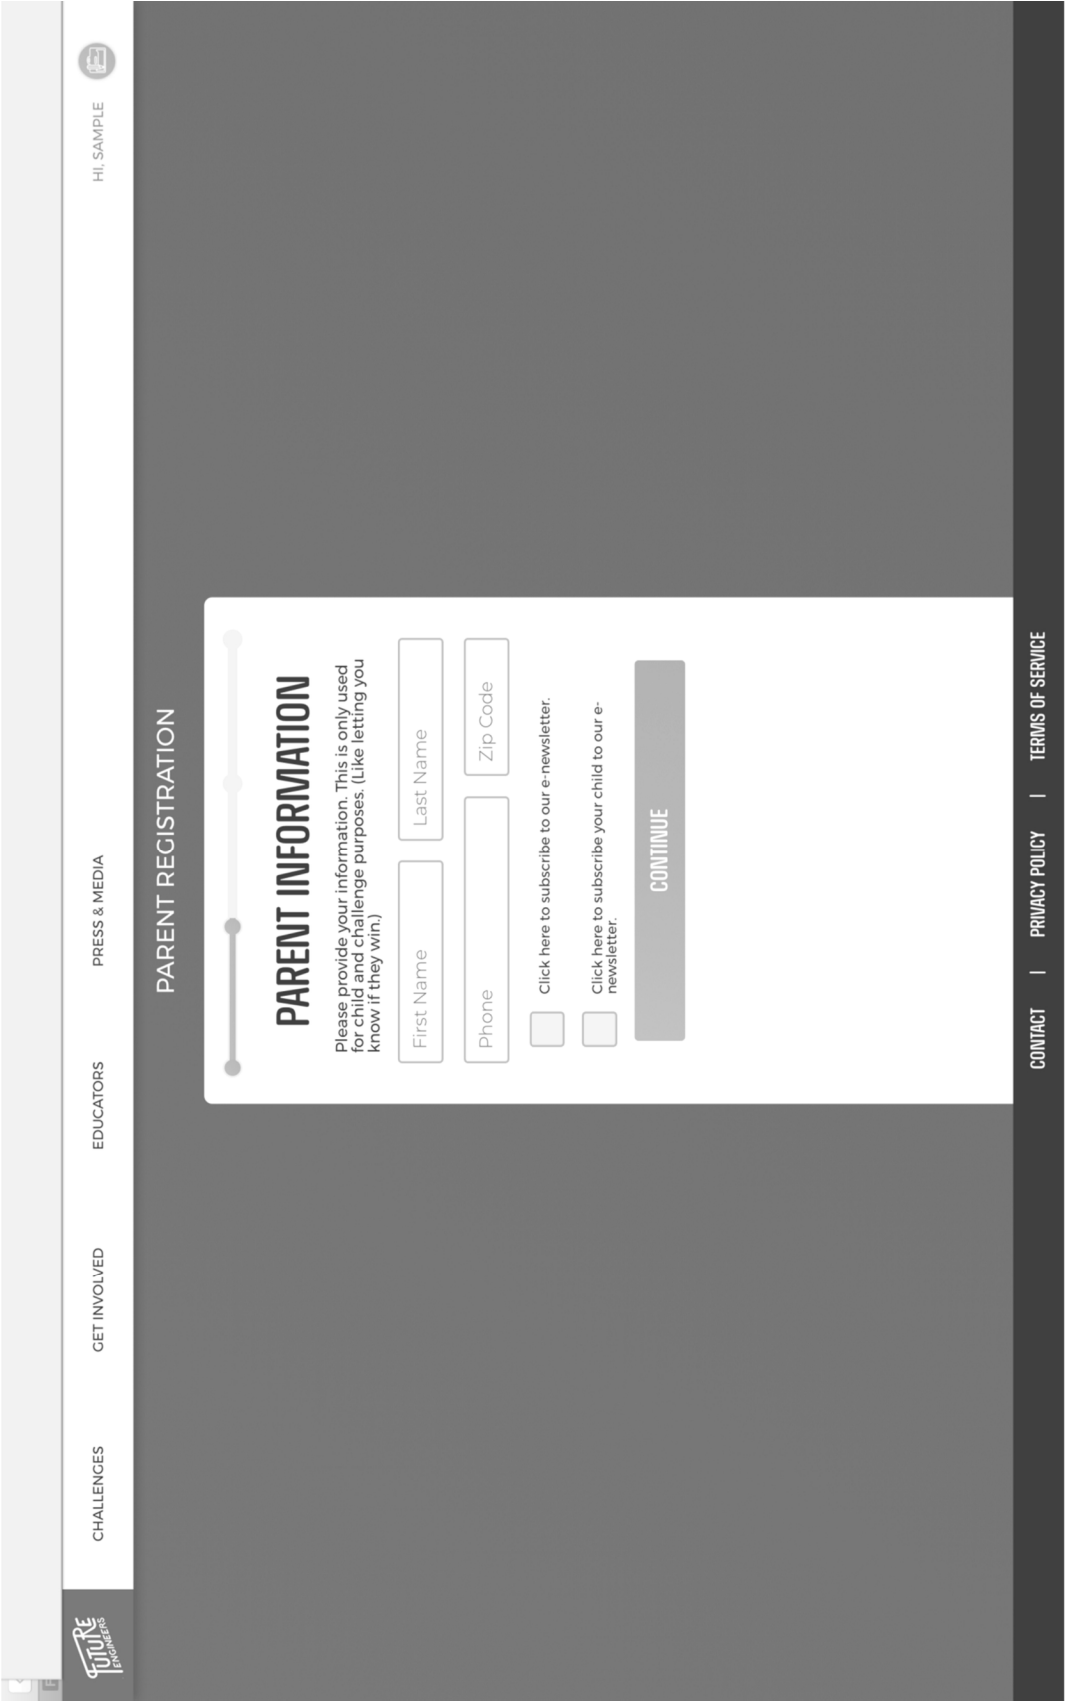 FUTURE
ENGINEERS
CHALLENGES
GET INVOLVED
EDUCATORS
PRESS & MEDIA
HI, SAMPLE
PARENT REGISTRATION
PARENT INFORMATION
Please provide your information. This is only used
for child and challenge purposes. (Like letting you
know if they win.)
First Name
Last Name
Phone
Zip Code
Click here to subscribe to our e-newsletter.
Click here to subscribe your child to our e-
newsletter.
CONTINUE
CONTACT | PRIVACY POLICY | TERMS OF SERVICE